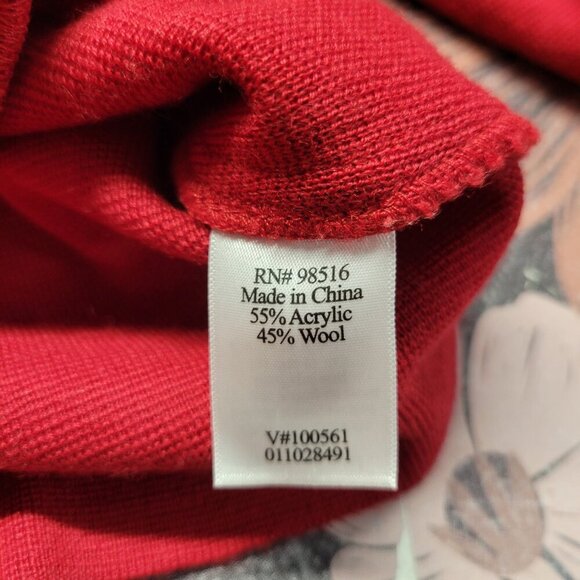 RN# 98516
Made in China
55% Acrylic
45% Wool
V#100561
011028491